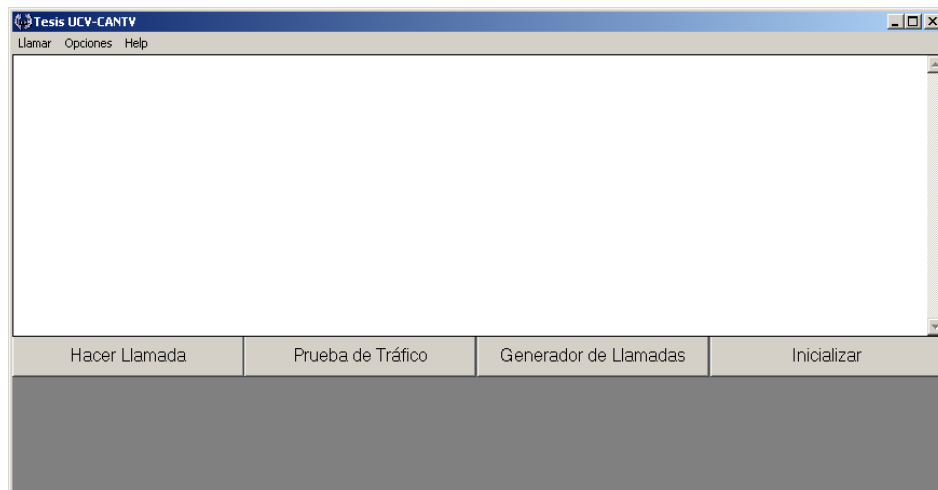 Tesis UCV-CANTV
Llamar Opciones Help
Hacer Llamada Prueba de Tráfico Generador de Llamadas Inicializar